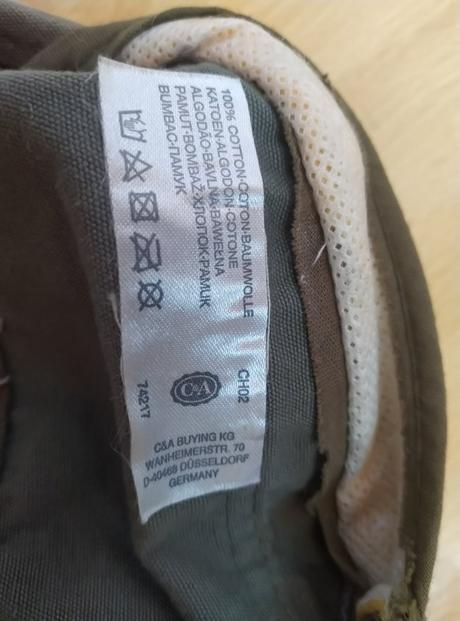 100% COTTON·COTON·BAUMWOLLE
KATOEN·ALGODON·COTONE
ALGODÃO·BAVLNA·BAWEŁNA
PAMUT·BOMBAŽ·ХЛОПОК·PAMUK
BUMBAC·ПАМУК
74217
C&A
CH02
C&A BUYING KG
WANHEIMERSTR. 70
D-40468 DÜSSELDORF
GERMANY